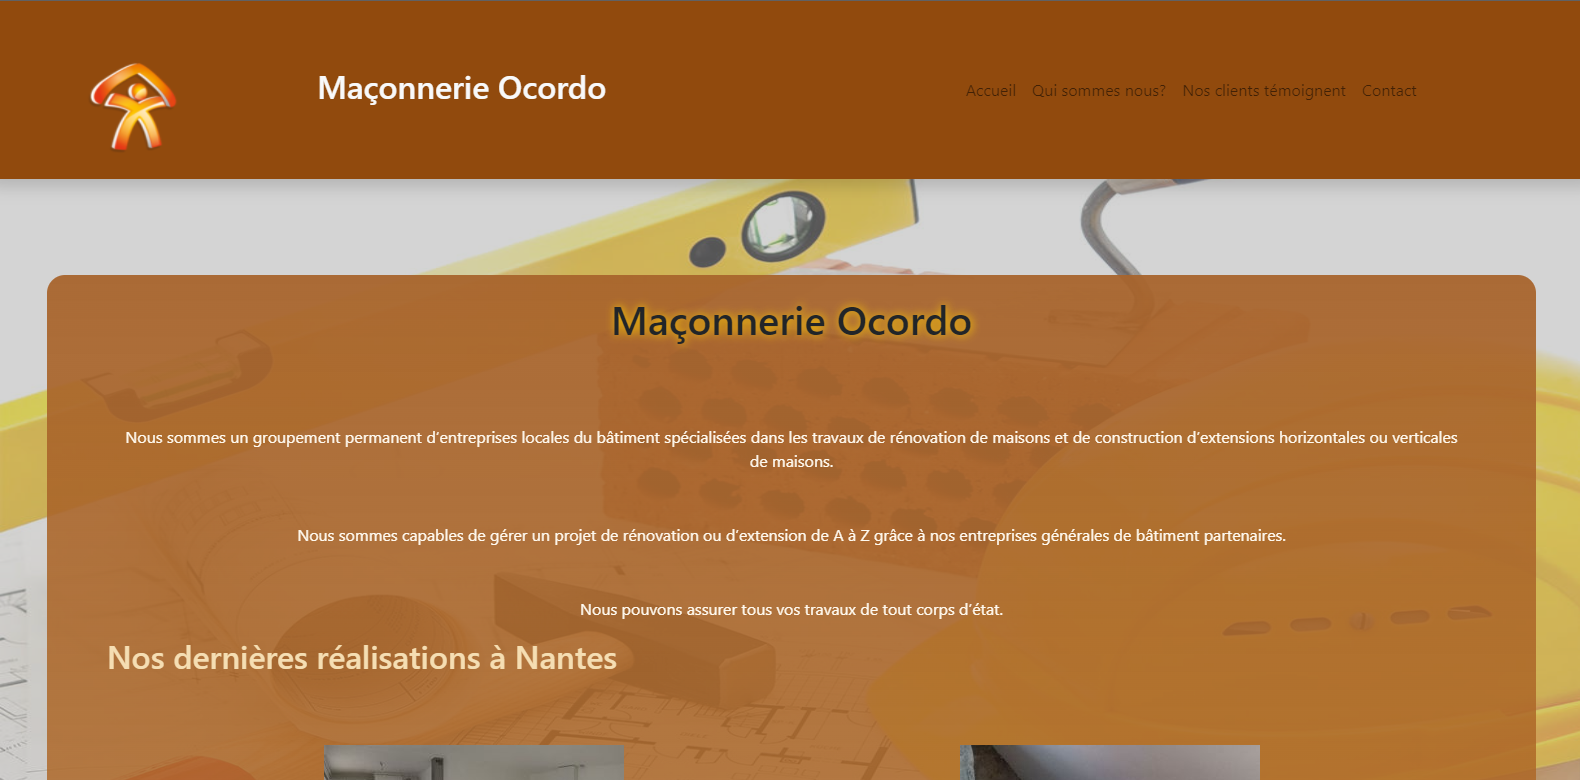 Maçonnerie Ocordo
Accueil Qui sommes nous? Nos clients témoignent Contact
Maçonnerie Ocordo
Nous sommes un groupement permanent d’entreprises locales du bâtiment spécialisées dans les travaux de rénovation de maisons et de construction d’extensions horizontales ou verticales
de maisons.
Nous sommes capables de gérer un projet de rénovation ou d’extension de A à Z grâce à nos entreprises générales de bâtiment partenaires.
Nous pouvons assurer tous vos travaux de tout corps d’état.
Nos dernières réalisations à Nantes